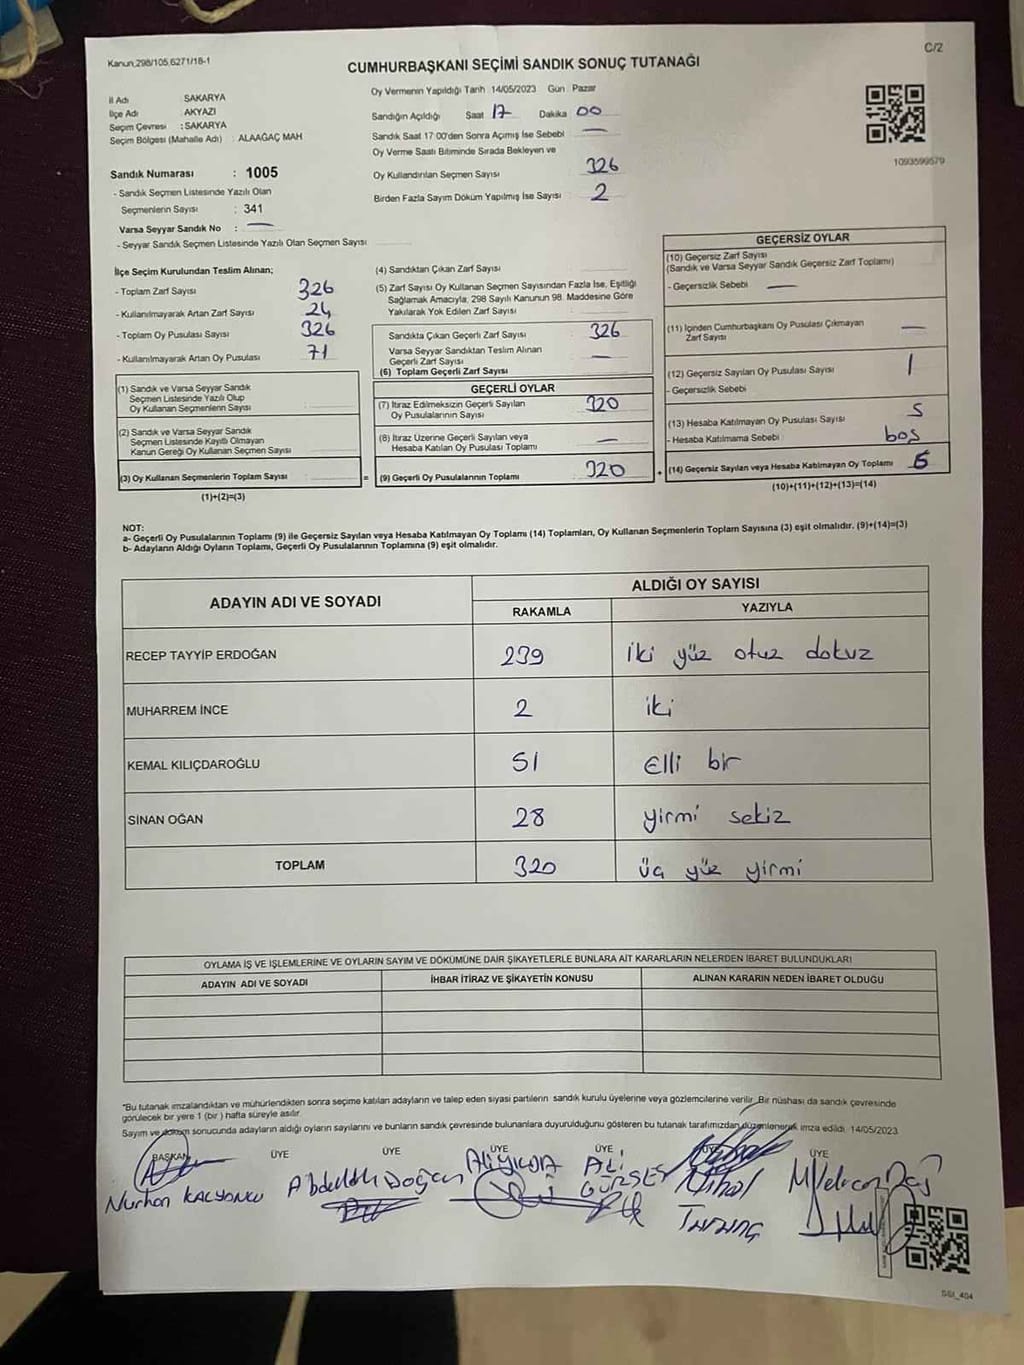 Kanun,298/105,6271/18-1
C/2
CUMHURBAŞKANI SEÇİMİ SANDIK SONUÇ TUTANAĞI
İl Adı : SAKARYA
İlçe Adı : AKYAZI
Seçim Çevresi : SAKARYA
Seçim Bölgesi (Mahalle Adı) : ALAAĞAÇ MAH
Sandık Numarası : 1005
- Sandık Seçmen Listesinde Yazılı Olan
Seçmenlerin Sayısı : 341
Varsa Seyyar Sandık No : —
- Seyyar Sandık Seçmen Listesinde Yazılı Olan Seçmen Sayısı
Oy Vermenin Yapıldığı Tarih 14/05/2023 Gün Pazar
Sandığın Açıldığı Saat 17 Dakika 00
Sandık Saat 17 00'den Sonra Açımış İse Sebebi —
Oy Verme Saati Bitiminde Sırada Bekleyen ve
Oy Kullandırılan Seçmen Sayısı 326
Birden Fazla Sayım Döküm Yapılmış İse Sayısı 2
1093599579
İlçe Seçim Kurulundan Teslim Alınan;
- Toplam Zarf Sayısı 326
- Kullanılmayarak Artan Zarf Sayısı 24
- Toplam Oy Pusulası Sayısı 326
- Kullanılmayarak Artan Oy Pusulası 71
(1) Sandık ve Varsa Seyyar Sandık
Seçmen Listesinde Yazılı Olup
Oy Kullanan Seçmenlerin Sayısı
(2) Sandık ve Varsa Seyyar Sandık
Seçmen Listesinde Kayıtlı Olmayan
Kanun Gereği Oy Kullanan Seçmen Sayısı
(3) Oy Kullanan Seçmenlerin Toplam Sayısı =
(1)+(2)=(3)
(4) Sandıktan Çıkan Zarf Sayısı
(5) Zarf Sayısı Oy Kullanan Seçmen Sayısından Fazla İse, Eşitliği
Sağlamak Amacıyla, 298 Sayılı Kanunun 98. Maddesine Göre
Yakılarak Yok Edilen Zarf Sayısı
Sandıkta Çıkan Geçerli Zarf Sayısı 326
Varsa Seyyar Sandıktan Teslim Alınan
Geçerli Zarf Sayısı —
(6) Toplam Geçerli Zarf Sayısı
GEÇERLİ OYLAR
(7) İtiraz Edilmeksizin Geçerli Sayılan
Oy Pusulalarının Sayısı 320
(8) İtiraz Üzerine Geçerli Sayılan veya
Hesaba Katılan Oy Pusulası Toplamı —
(9) Geçerli Oy Pusulalarının Toplamı 320 +
GEÇERSİZ OYLAR
(10) Geçersiz Zarf Sayısı
(Sandık ve Varsa Seyyar Sandık Geçersiz Zarf Toplamı)
- Geçersizlik Sebebi —
(11) İçinden Cumhurbaşkanı Oy Pusulası Çıkmayan
Zarf Sayısı —
(12) Geçersiz Sayılan Oy Pusulası Sayısı 1
- Geçersizlik Sebebi
(13) Hesaba Katılmayan Oy Pusulası Sayısı 5
- Hesaba Katılmama Sebebi boş
(14) Geçersiz Sayılan veya Hesaba Katılmayan Oy Toplamı 6
(10)+(11)+(12)+(13)=(14)
NOT:
a- Geçerli Oy Pusulalarının Toplamı (9) ile Geçersiz Sayılan veya Hesaba Katılmayan Oy Toplamı (14) Toplamları, Oy Kullanan Seçmenlerin Toplam Sayısına (3) eşit olmalıdır. (9)+(14)=(3)
b- Adayların Aldığı Oyların Toplamı, Geçerli Oy Pusulalarının Toplamına (9) eşit olmalıdır.
ADAYIN ADI VE SOYADI
ALDIĞI OY SAYISI
RAKAMLA YAZIYLA
RECEP TAYYİP ERDOĞAN 239 iki yüz otuz dokuz
MUHARREM İNCE 2 iki
KEMAL KILIÇDAROĞLU 51 Elli bir
SİNAN OĞAN 28 yirmi sekiz
TOPLAM 320 üç yüz yirmi
OYLAMA İŞ VE İŞLEMLERİNE VE OYLARIN SAYIM VE DÖKÜMÜNE DAİR ŞİKAYETLERLE BUNLARA AİT KARARLARIN NELERDEN İBARET BULUNDUKLARI
ADAYIN ADI VE SOYADI İHBAR İTİRAZ VE ŞİKAYETİN KONUSU ALINAN KARARIN NEDEN İBARET OLDUĞU
*Bu tutanak imzalandıktan ve mühürlendikten sonra seçime katılan adayların ve talep eden siyasi partilerin sandık kurulu üyelerine veya gözlemcilerine verilir. Bir nüshası da sandık çevresinde
görülecek bir yere 1 (bir) hafta süreyle asılır.
Sayım ve döküm sonucunda adayların aldığı oyların sayılarını ve bunların sandık çevresinde bulunanlara duyurulduğunu gösteren bu tutanak tarafımızdan düzenlenerek imza edildi. 14/05/2023
BAŞKAN ÜYE ÜYE ÜYE ÜYE ÜYE
Nurhan KALYONCU Abdullah Doğan ALİ GÜRSES Nihal